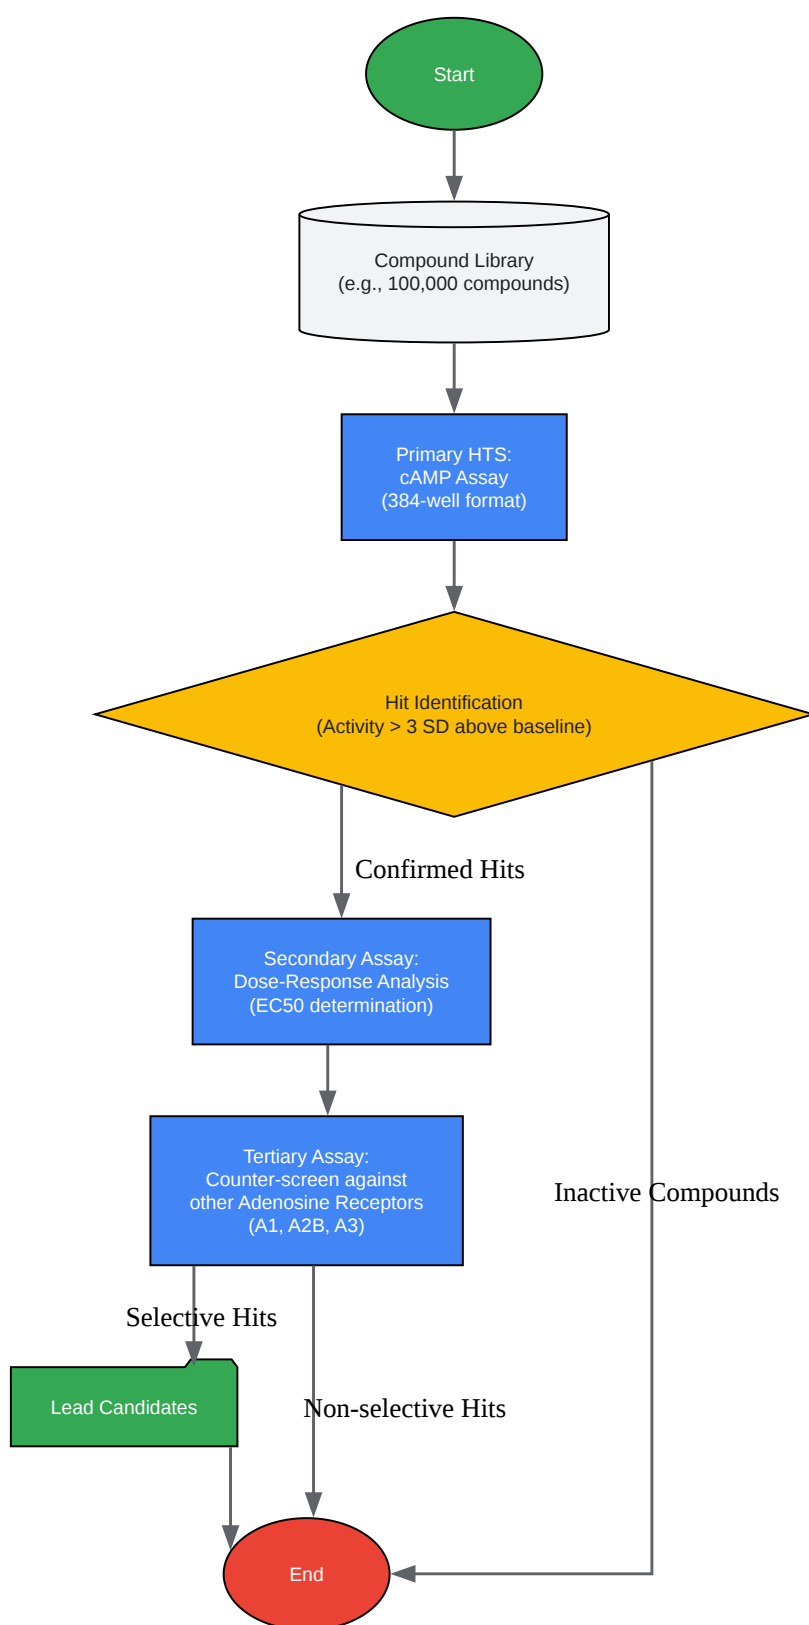 Start
Compound Library
(e.g., 100,000 compounds)
Primary HTS:
cAMP Assay
(384-well format)
Hit Identification
(Activity > 3 SD above baseline)
Confirmed Hits
Secondary Assay:
Dose-Response Analysis
(EC50 determination)
Tertiary Assay:
Counter-screen against
other Adenosine Receptors
(A1, A2B, A3)
Inactive Compounds
Selective Hits
Lead Candidates
Non-selective Hits
End